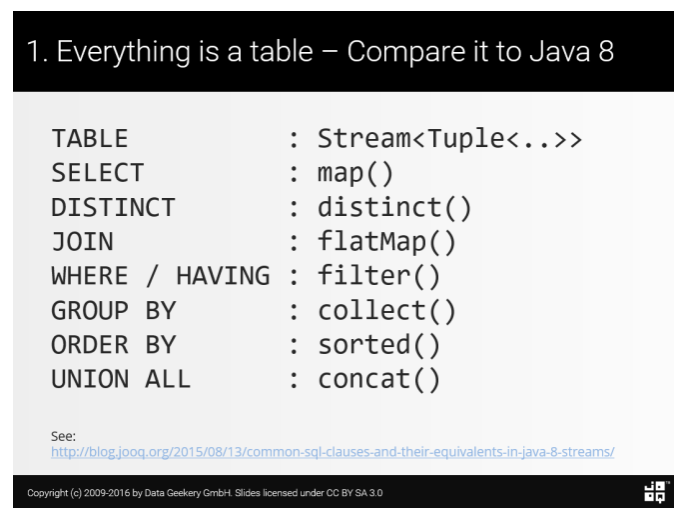 1. Everything is a table – Compare it to Java 8
TABLE : Stream<Tuple<..>>
SELECT : map()
DISTINCT : distinct()
JOIN : flatMap()
WHERE / HAVING : filter()
GROUP BY : collect()
ORDER BY : sorted()
UNION ALL : concat()
See:
http://blog.jooq.org/2015/08/13/common-sql-clauses-and-their-equivalents-in-java-8-streams/
Copyright (c) 2009-2016 by Data Geekery GmbH. Slides licensed under CC BY SA 3.0
JOOQ™